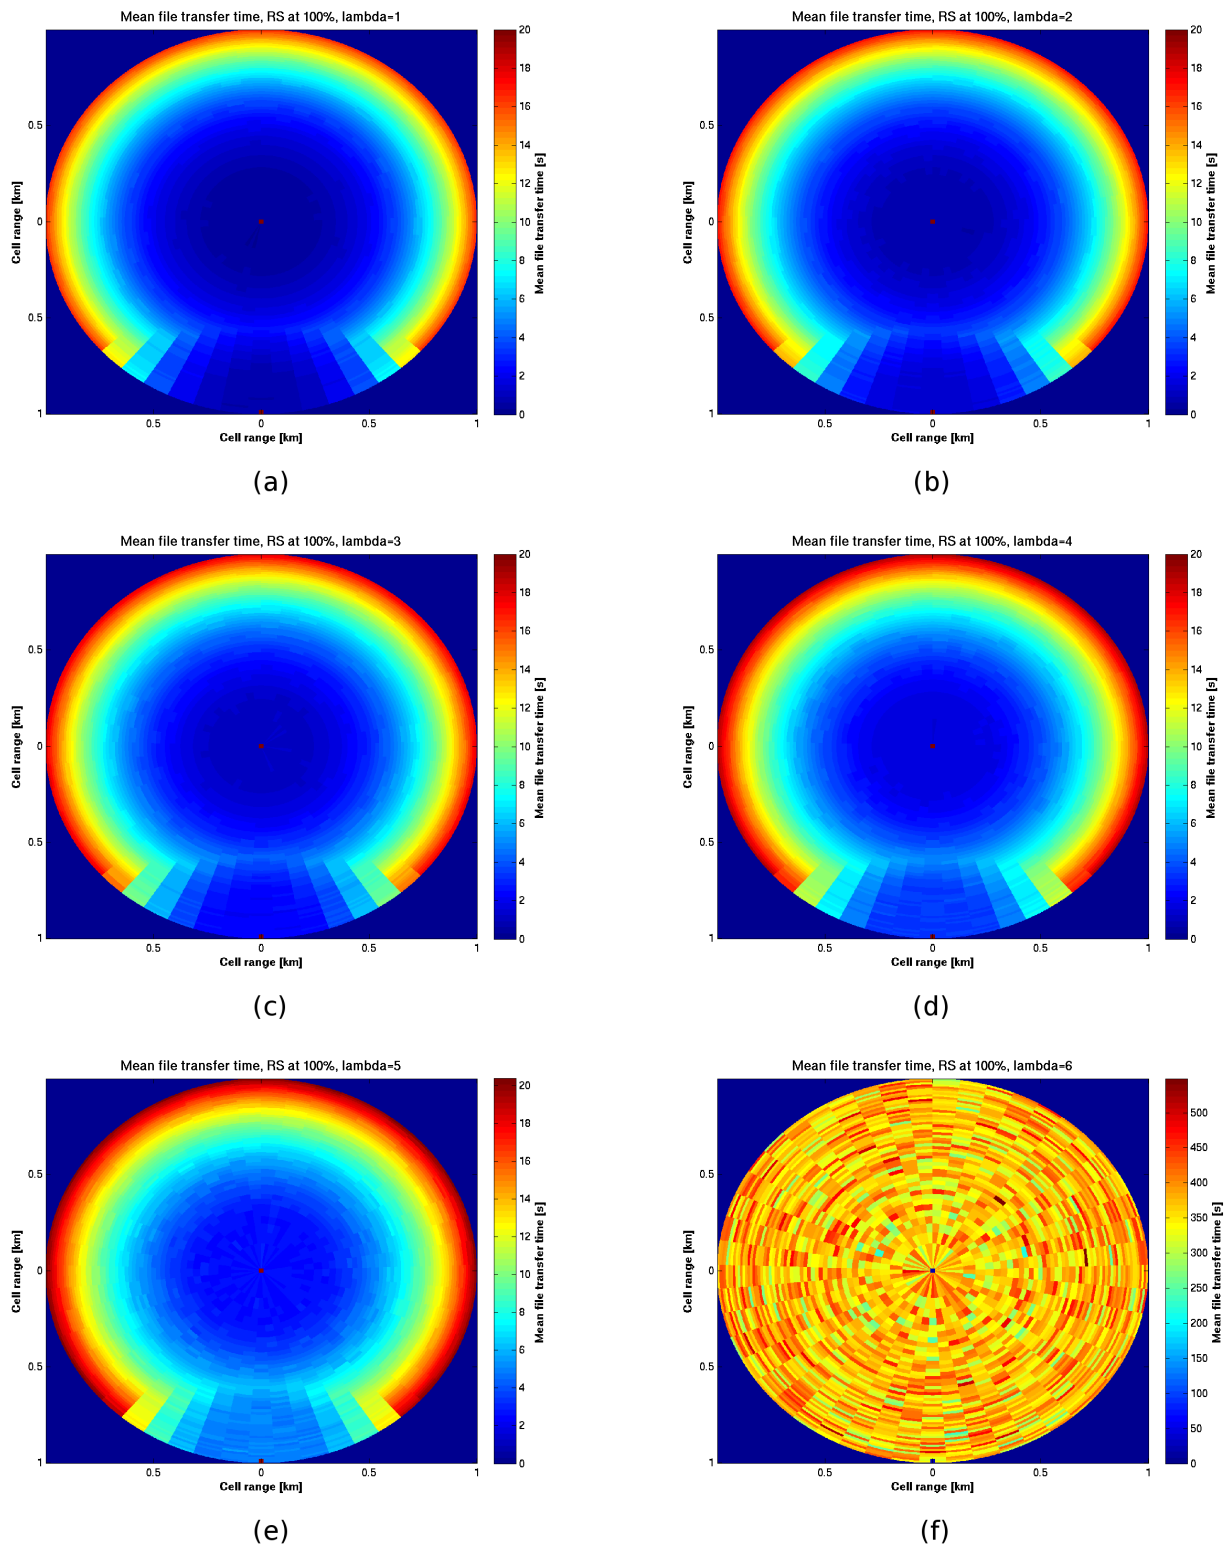 Mean file transfer time, RS at 100%, lambda=1
20
18
16
14
12
10
8
6
4
2
0
Mean file transfer time [s]
0.5
0
0.5
1
Cell range [km]
0.5 0 0.5 1
Cell range [km]
(a)
Mean file transfer time, RS at 100%, lambda=2
20
18
16
14
12
10
8
6
4
2
0
Mean file transfer time [s]
0.5
0
0.5
1
Cell range [km]
0.5 0 0.5 1
Cell range [km]
(b)
Mean file transfer time, RS at 100%, lambda=3
20
18
16
14
12
10
8
6
4
2
0
Mean file transfer time [s]
0.5
0
0.5
1
Cell range [km]
0.5 0 0.5 1
Cell range [km]
(c)
Mean file transfer time, RS at 100%, lambda=4
20
18
16
14
12
10
8
6
4
2
0
Mean file transfer time [s]
0.5
0
0.5
1
Cell range [km]
0.5 0 0.5 1
Cell range [km]
(d)
Mean file transfer time, RS at 100%, lambda=5
20
18
16
14
12
10
8
6
4
2
0
Mean file transfer time [s]
0.5
0
0.5
1
Cell range [km]
0.5 0 0.5 1
Cell range [km]
(e)
Mean file transfer time, RS at 100%, lambda=6
500
450
400
350
300
250
200
150
100
50
0
Mean file transfer time [s]
0.5
0
0.5
1
Cell range [km]
0.5 0 0.5 1
Cell range [km]
(f)